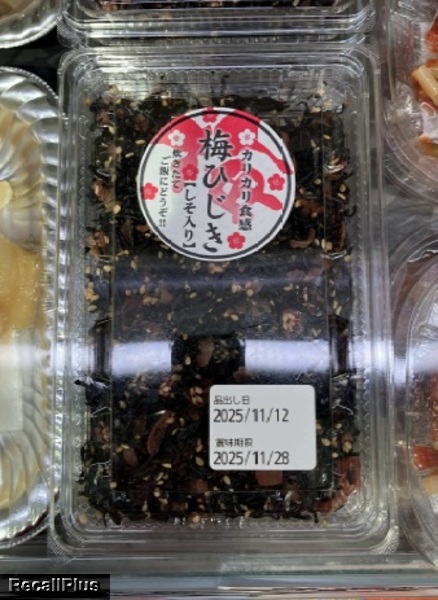 カリカリ食感
梅ひじき
【しそ入り】
炊きたて
ご飯にどうぞ!!
品出し日
2025/11/12
賞味期限
2025/11/28
RecallPlus